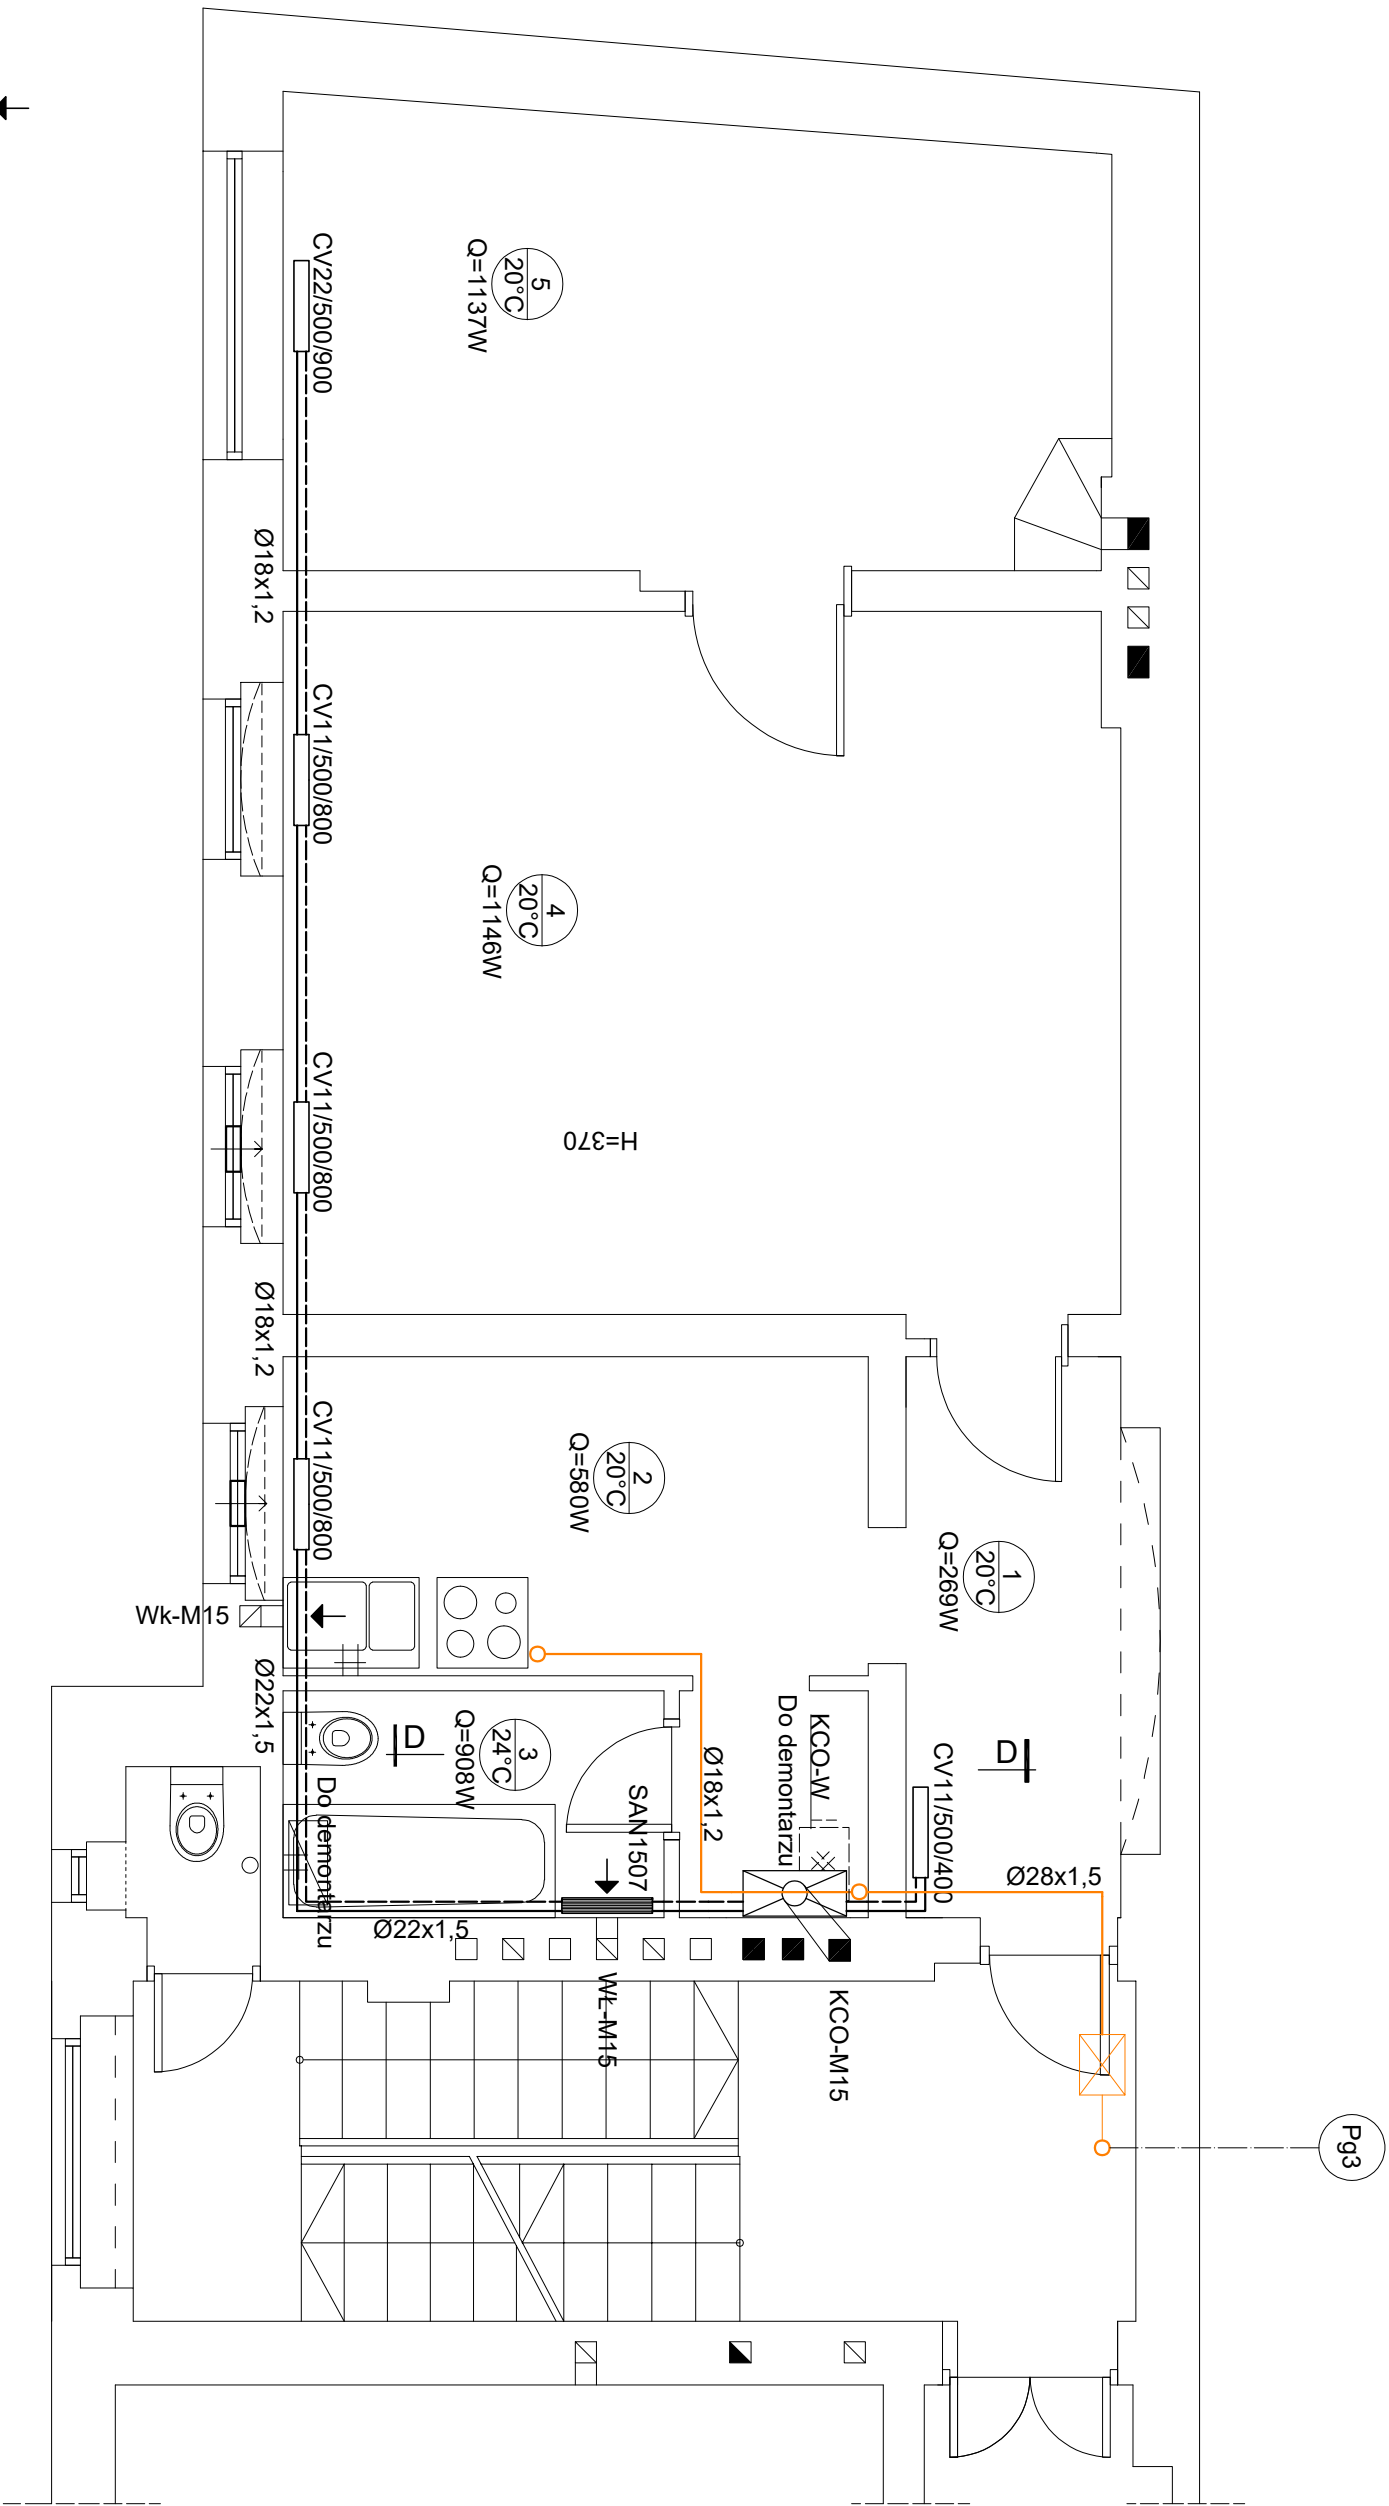 CV22/500/900
5
20°C
Q=1137W
Ø18x1,2
CV11/500/800
4
20°C
Q=1146W
CV11/500/800
H=370
Ø18x1,2
CV11/500/800
2
20°C
Q=580W
1
20°C
Q=269W
Wk-M15
Ø22x1,5
D
3
24°C
Q=908W
Do demontarzu
SAN1507
Ø18x1,2
KCO-W
Do demontarzu
D
CV11/500/400
Ø28x1,5
Ø22x1,5
WŁ-M15
KCO-M15
Pg3